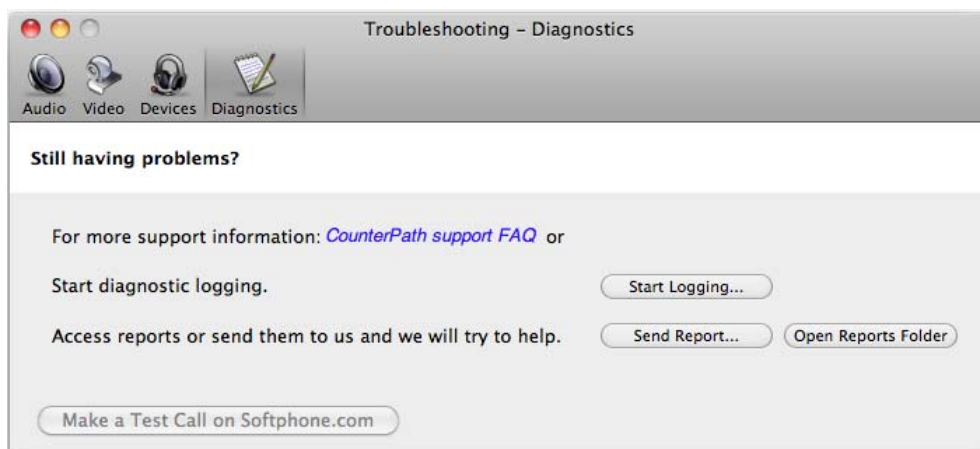 Troubleshooting – Diagnostics
Audio Video Devices Diagnostics
Still having problems?
For more support information: CounterPath support FAQ or
Start diagnostic logging. Start Logging...
Access reports or send them to us and we will try to help. Send Report... Open Reports Folder
Make a Test Call on Softphone.com